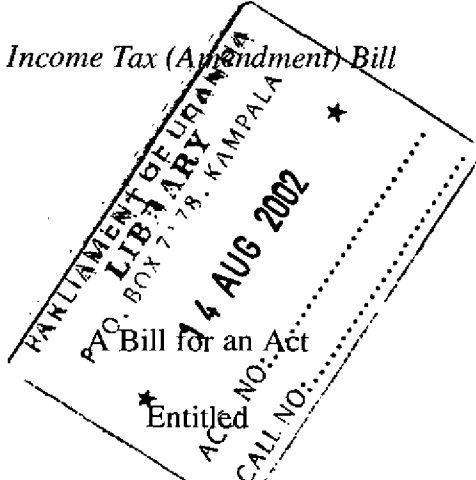 Income Tax (Amendment) Bill
PARLIAMENT OF UGANDA
LIBRARY
P.O. BOX 7178, KAMPALA
★ 14 AUG 2002 ★
ACC. NO:
CALL NO:
A Bill for an Act
Entitled